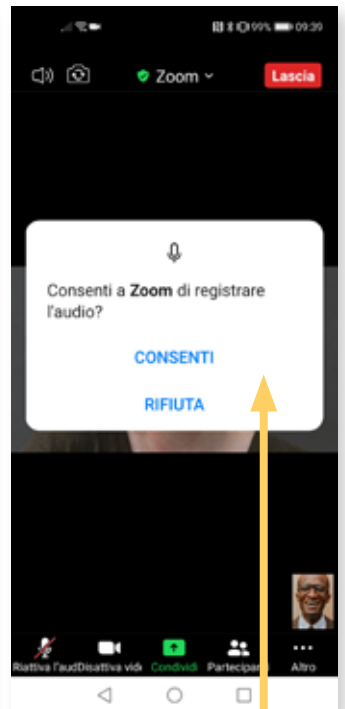 99% 09:39
Zoom
Lascia
Consenti a Zoom di registrare
l'audio?
CONSENTI
RIFIUTA
Riattiva l'aud Disattiva vide Condividi Partecipanti Altro